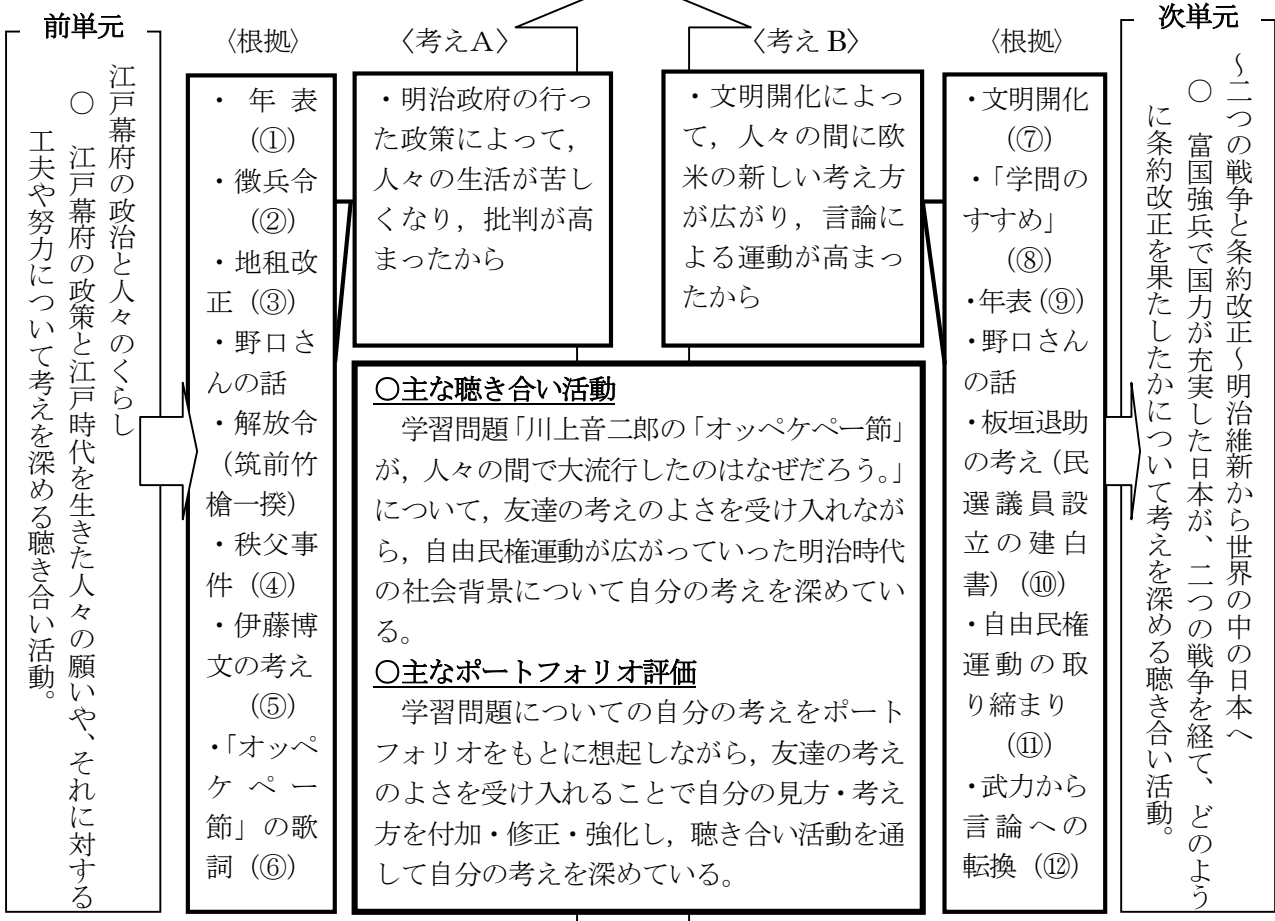 前単元
江戸幕府の政治と人々のくらし
○ 江戸幕府の政策と江戸時代を生きた人々の願いや、それに対する
工夫や努力について考えを深める聴き合い活動。
〈根拠〉
・年表
(①)
・徴兵令
(②)
・地租改
正(③)
・野口さ
んの話
・解放令
(筑前竹
槍一揆)
・秩父事
件(④)
・伊藤博
文の考え
(⑤)
・「オッペ
ケペー
節」の歌
詞(⑥)
〈考えA〉
・明治政府の行っ
た政策によって,
人々の生活が苦し
くなり,批判が高
まったから
〈考え B〉
・文明開化によっ
て,人々の間に欧
米の新しい考え方
が広がり,言論に
よる運動が高まっ
たから
○主な聴き合い活動
学習問題「川上音二郎の「オッペケペー節」
が,人々の間で大流行したのはなぜだろう。」
について,友達の考えのよさを受け入れなが
ら,自由民権運動が広がっていった明治時代
の社会背景について自分の考えを深めてい
る。
○主なポートフォリオ評価
学習問題についての自分の考えをポート
フォリオをもとに想起しながら,友達の考え
のよさを受け入れることで自分の見方・考え
方を付加・修正・強化し,聴き合い活動を通
して自分の考えを深めている。
〈根拠〉
・文明開化
(⑦)
・「学問の
すすめ」
(⑧)
・年表(⑨)
・野口さん
の話
・板垣退助
の考え(民
選議員設
立の建白
書)(⑩)
・自由民権
運動の取
り締まり
(⑪)
・武力から
言論への
転換(⑫)
次単元
~二つの戦争と条約改正~明治維新から世界の中の日本へ
○ 富国強兵で国力が充実した日本が、二つの戦争を経て、どのよう
に条約改正を果たしたかについて考えを深める聴き合い活動。